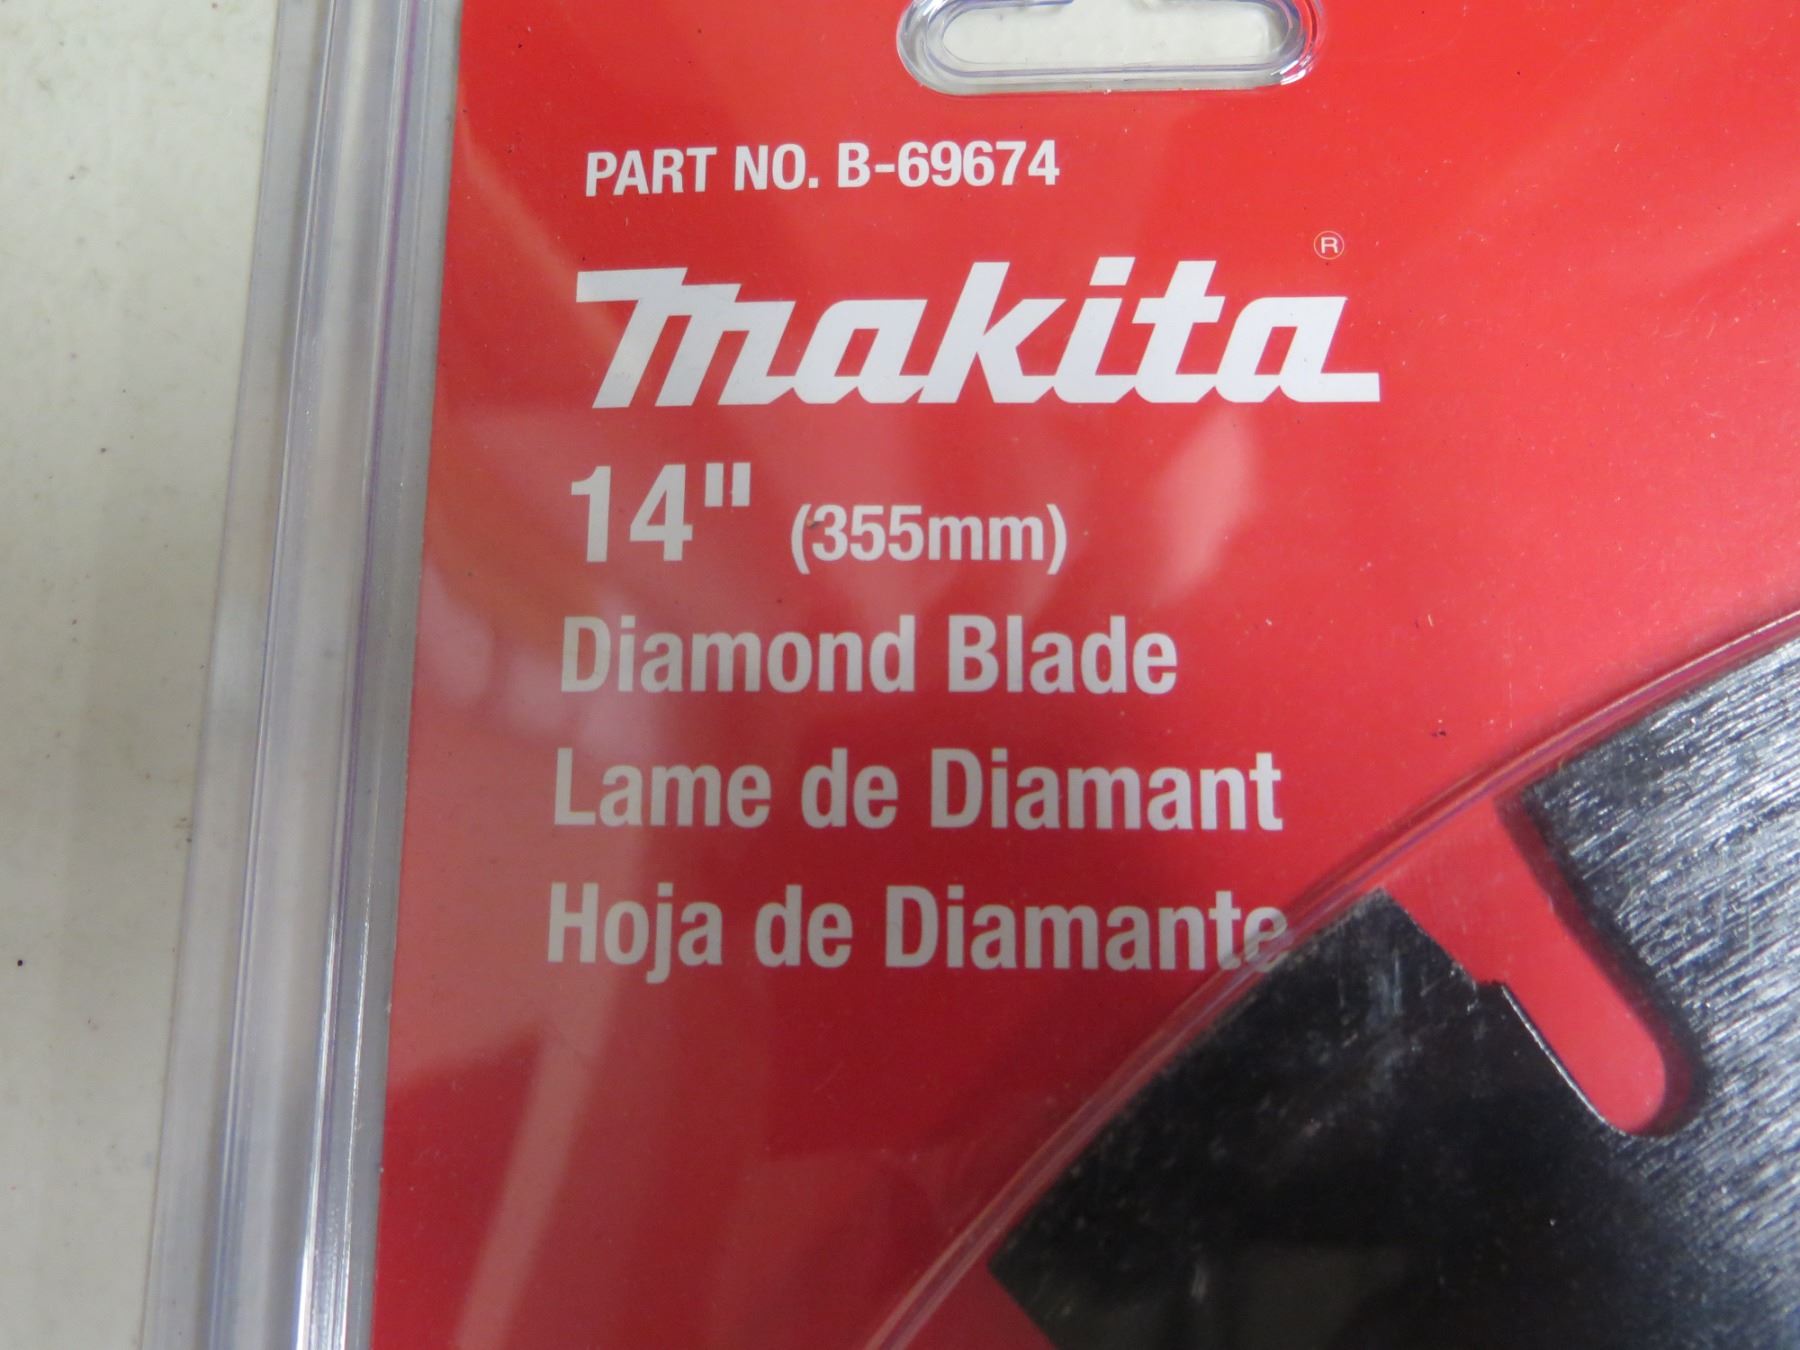 PART NO. B-69674
makita®
14" (355mm)
Diamond Blade
Lame de Diamant
Hoja de Diamante